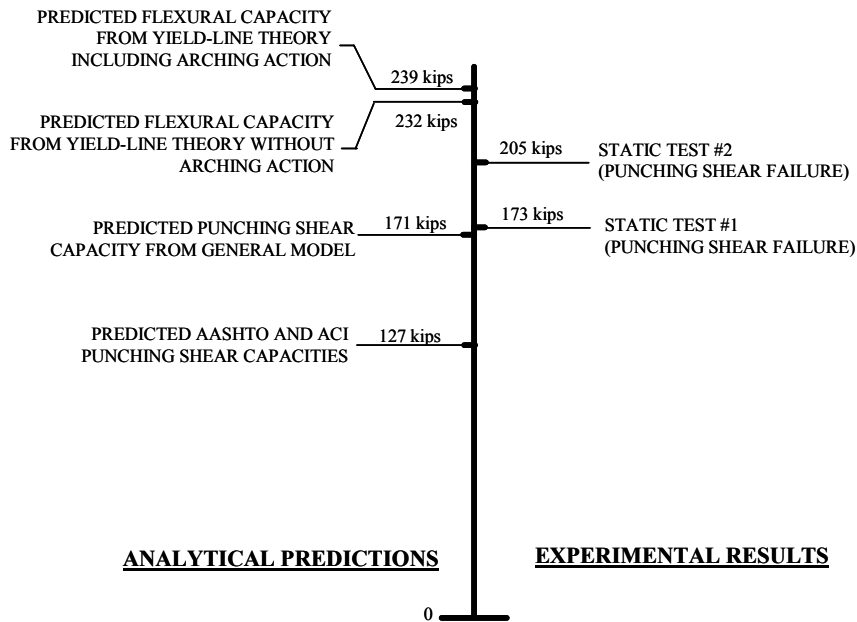 PREDICTED FLEXURAL CAPACITY
FROM YIELD-LINE THEORY
INCLUDING ARCHING ACTION
239 kips
PREDICTED FLEXURAL CAPACITY
FROM YIELD-LINE THEORY WITHOUT
ARCHING ACTION
232 kips
205 kips
STATIC TEST #2
(PUNCHING SHEAR FAILURE)
PREDICTED PUNCHING SHEAR
CAPACITY FROM GENERAL MODEL
171 kips
173 kips
STATIC TEST #1
(PUNCHING SHEAR FAILURE)
PREDICTED AASHTO AND ACI
PUNCHING SHEAR CAPACITIES
127 kips
ANALYTICAL PREDICTIONS
EXPERIMENTAL RESULTS
0